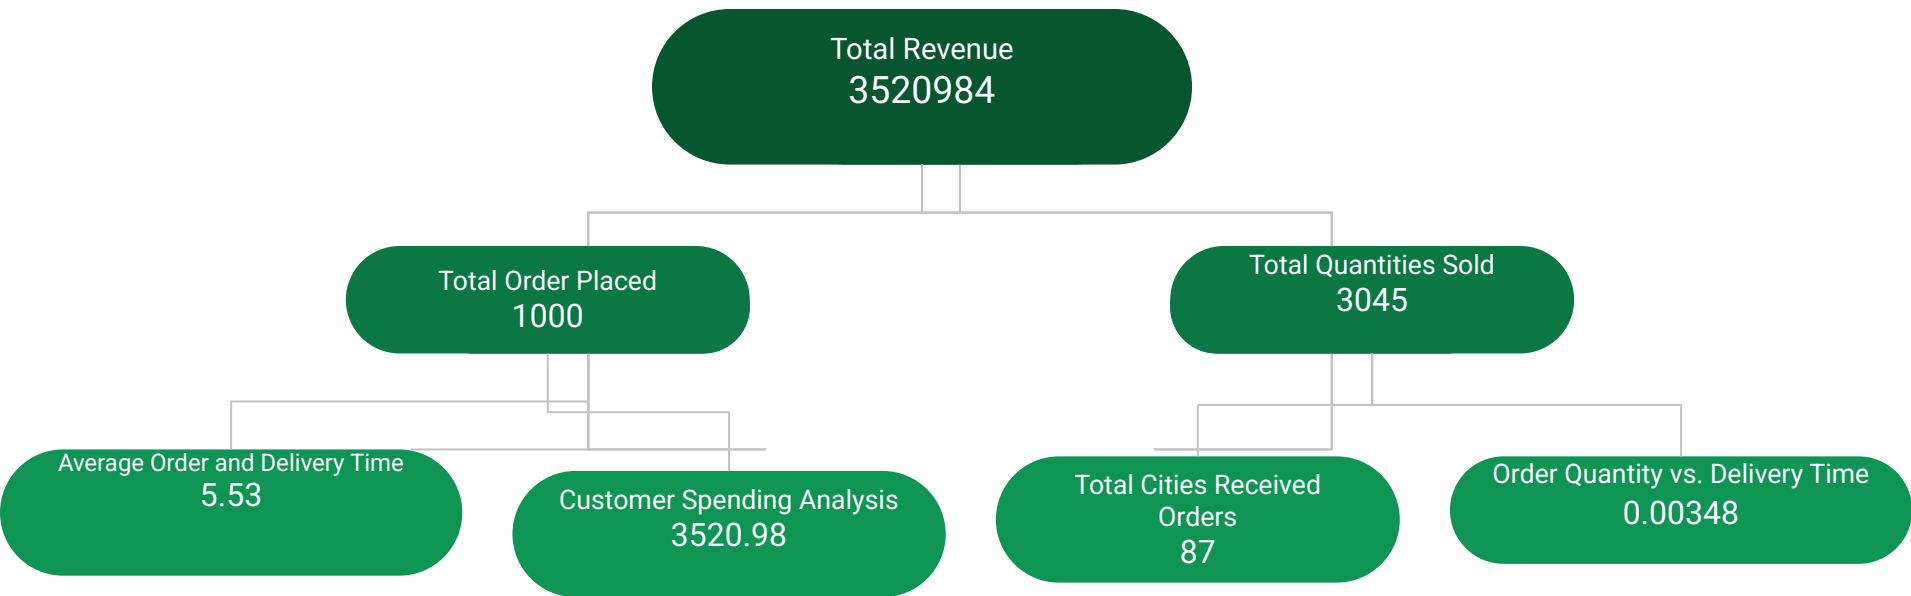 Total Revenue
3520984
Total Order Placed
1000
Total Quantities Sold
3045
Average Order and Delivery Time
5.53
Customer Spending Analysis
3520.98
Total Cities Received
Orders
87
Order Quantity vs. Delivery Time
0.00348